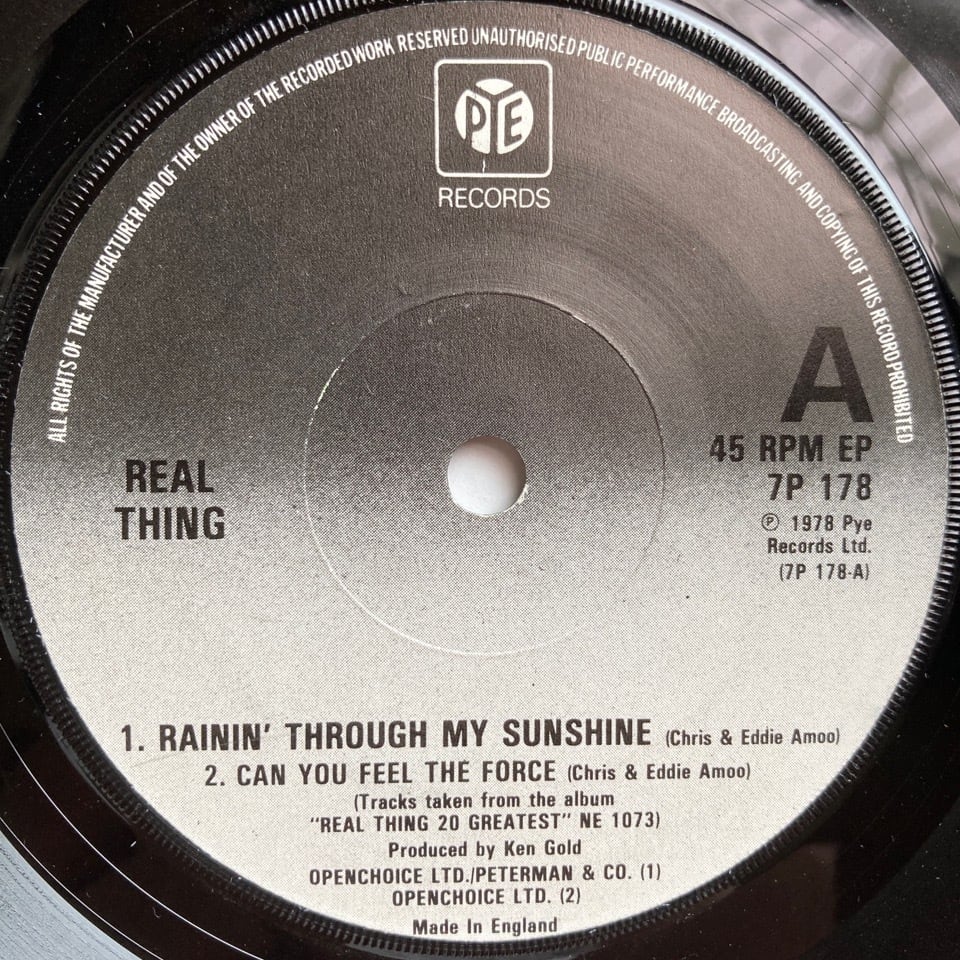 ALL RIGHTS OF THE MANUFACTURER AND OF THE OWNER OF THE RECORDED WORK RESERVED UNAUTHORISED PUBLIC PERFORMANCE BROADCASTING AND COPYING OF THIS RECORD PROHIBITED
PYE
RECORDS
A
45 RPM EP
7P 178
℗ 1978 Pye
Records Ltd.
(7P 178-A)
REAL
THING
1. RAININ' THROUGH MY SUNSHINE (Chris & Eddie Amoo)
2. CAN YOU FEEL THE FORCE (Chris & Eddie Amoo)
(Tracks taken from the album
"REAL THING 20 GREATEST" NE 1073)
Produced by Ken Gold
OPENCHOICE LTD./PETERMAN & CO. (1)
OPENCHOICE LTD. (2)
Made In England